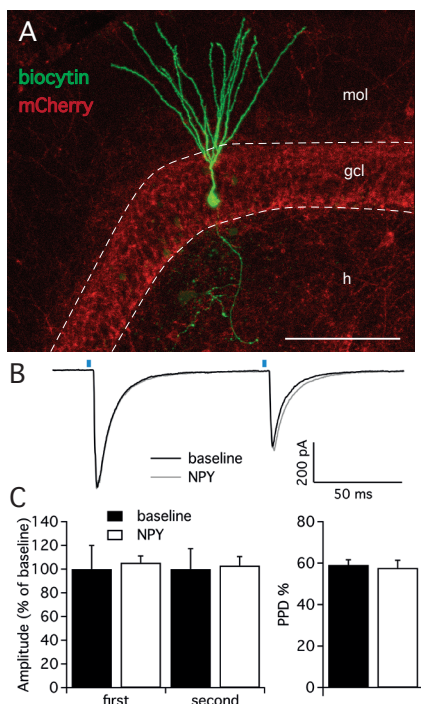 A
biocytin
mCherry
mol
gcl
h
B
baseline
NPY
200 pA
50 ms
C
baseline
NPY
Amplitude (% of baseline)
140
120
100
80
60
40
20
0
first
second
PPD %
80
60
40
20
0